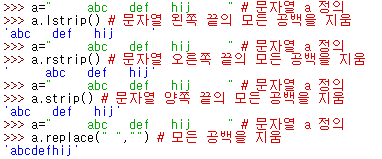 >>> a="     abc   def   hij      " # 문자열 a 정의
>>> a.lstrip() # 문자열 왼쪽 끝의 모든 공백을 지움
'abc   def   hij      '
>>> a="     abc   def   hij      " # 문자열 a 정의
>>> a.rstrip() # 문자열 오른쪽 끝의 모든 공백을 지움
'     abc   def   hij'
>>> a="     abc   def   hij      " # 문자열 a 정의
>>> a.strip() # 문자열 양쪽 끝의 모든 공백을 지움
'abc   def   hij'
>>> a="     abc   def   hij      " # 문자열 a 정의
>>> a.replace(" ","") # 모든 공백을 지움
'abcdefhij'